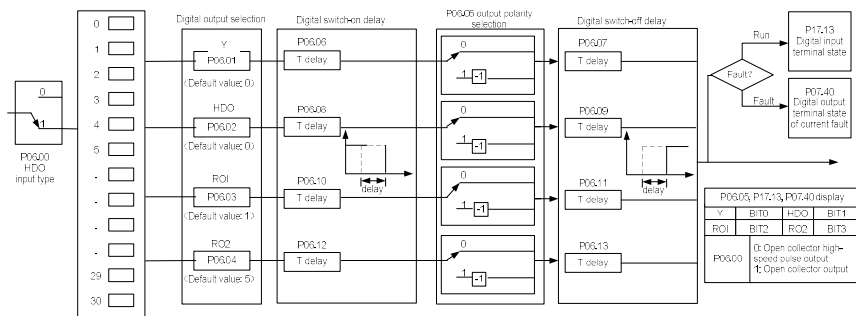 0
1
2
3
4
5
.
.
.
.
29
30
0
1
P06.00
HDO
input type
Digital output selection
Y
P06.01
(Default value: 0)
HDO
P06.02
(Default value: 0)
RO1
P06.03
(Default value: 1)
RO2
P06.04
(Default value: 5)
Digital switch-on delay
P06.06
T delay
P06.08
T delay
delay
P06.10
T delay
P06.12
T delay
P06.05 output polarity
selection
0
1
-1
0
1
-1
0
1
-1
0
1
-1
Digital switch-off delay
P06.07
T delay
P06.09
T delay
delay
P06.11
T delay
P06.13
T delay
Fault?
Run
Fault
P17.13
Digital input
terminal state
P07.40
Digital output
terminal state
of current fault
P06.05, P17.13, P07.40 display
Y BIT0 HDO BIT1
RO1 BIT2 RO2 BIT3
P06.00
0: Open collector high-
speed pulse output
1: Open collector output